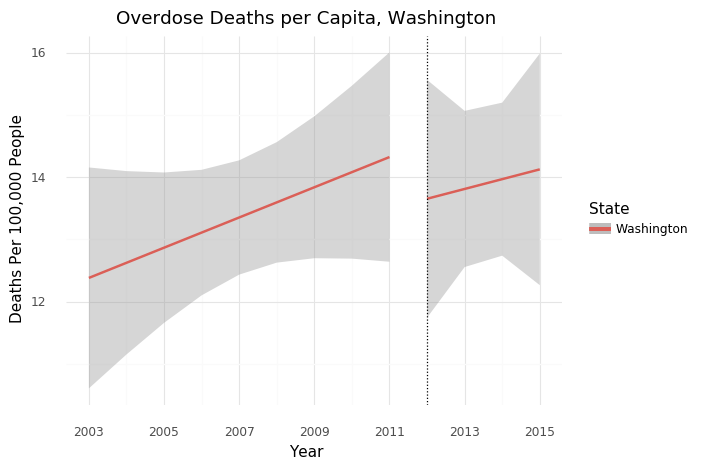 Overdose Deaths per Capita, Washington
Deaths Per 100,000 People
16
14
12
2003 2005 2007 2009 2011 2013 2015
Year
State
Washington